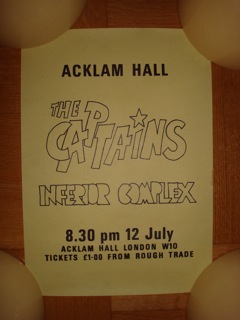 ACKLAM HALL
THE
CAPTAINS
INFERIOR COMPLEX
8.30 pm 12 July
ACKLAM HALL LONDON W10
TICKETS £1·00 FROM ROUGH TRADE